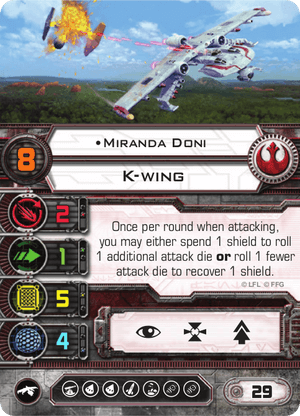 •Miranda Doni
8
K-wing
2
1
5
4
Once per round when attacking,
you may either spend 1 shield to roll
1 additional attack die or roll 1 fewer
attack die to recover 1 shield.
© LFL © FFG
29